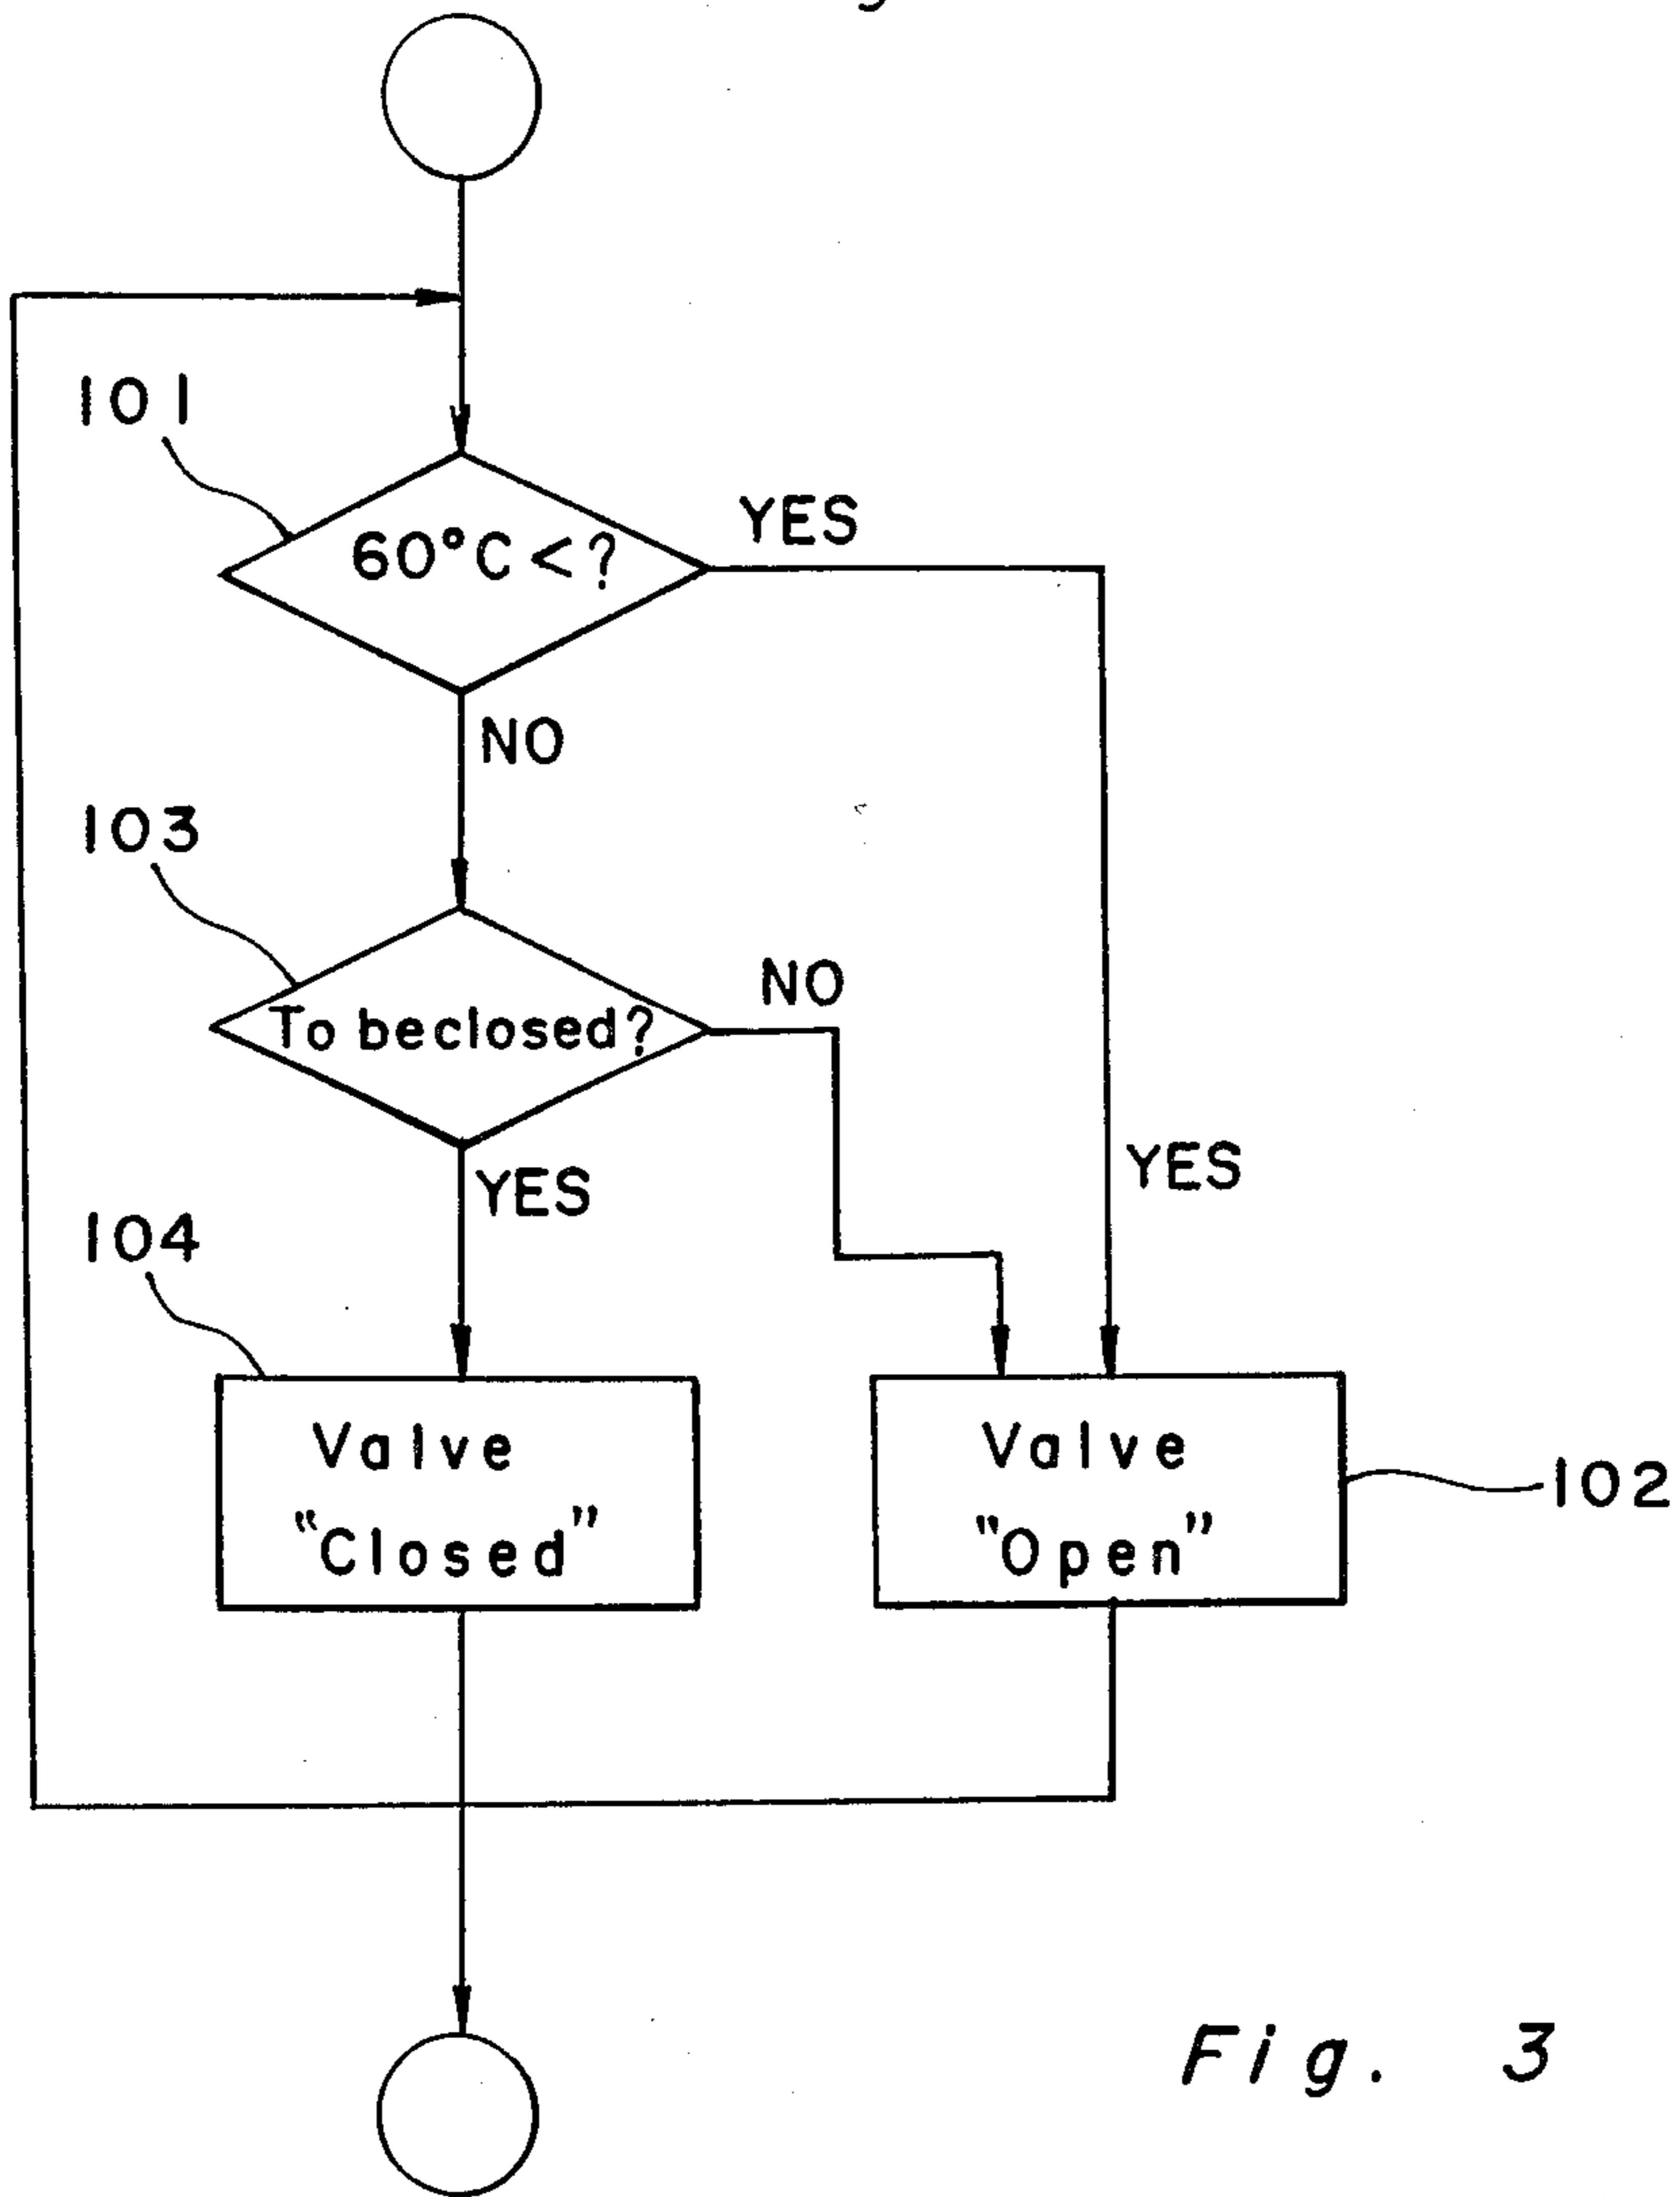 101
60°C <?
YES
NO
103
To beclosed?
NO
YES
YES
104
Valve
"Closed"
Valve
"Open"
102
Fig. 3